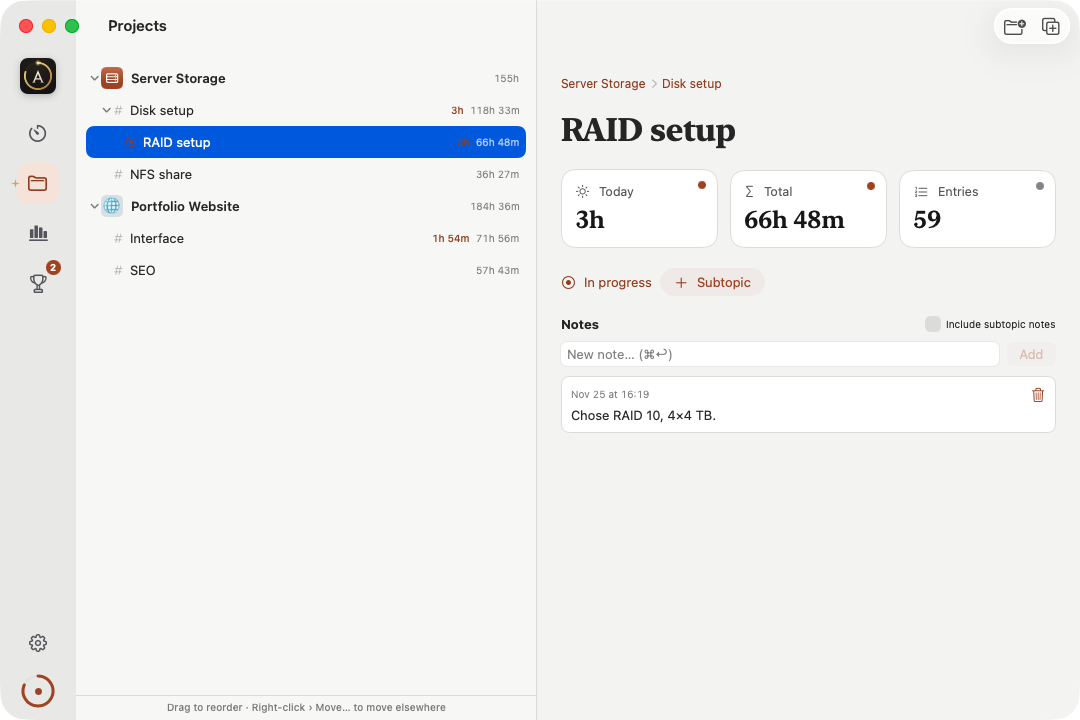 Projects
A
Server Storage 155h
# Disk setup 3h 118h 33m
RAID setup 3h 66h 48m
# NFS share 36h 27m
Portfolio Website 184h 36m
# Interface 1h 54m 71h 56m
# SEO 57h 43m
2
Drag to reorder · Right-click › Move… to move elsewhere
Server Storage > Disk setup
RAID setup
Today
3h
Σ Total
66h 48m
Entries
59
In progress
+ Subtopic
Notes
Include subtopic notes
New note… (⌘↩)
Add
Nov 25 at 16:19
Chose RAID 10, 4×4 TB.